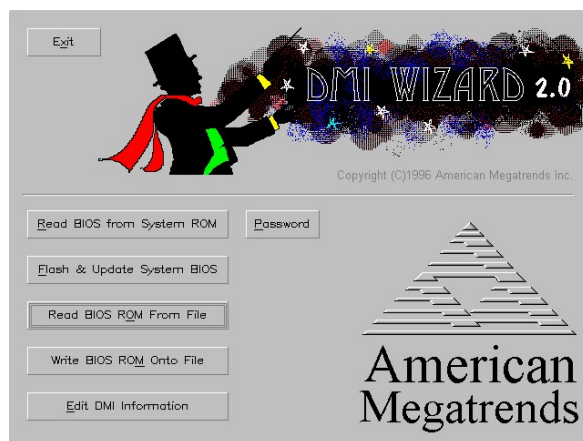 Exit
DMI WIZARD 2.0
Copyright (C)1996 American Megatrends Inc.
Read BIOS from System ROM
Password
Flash & Update System BIOS
Read BIOS ROM From File
Write BIOS ROM Onto File
Edit DMI Information
American
Megatrends